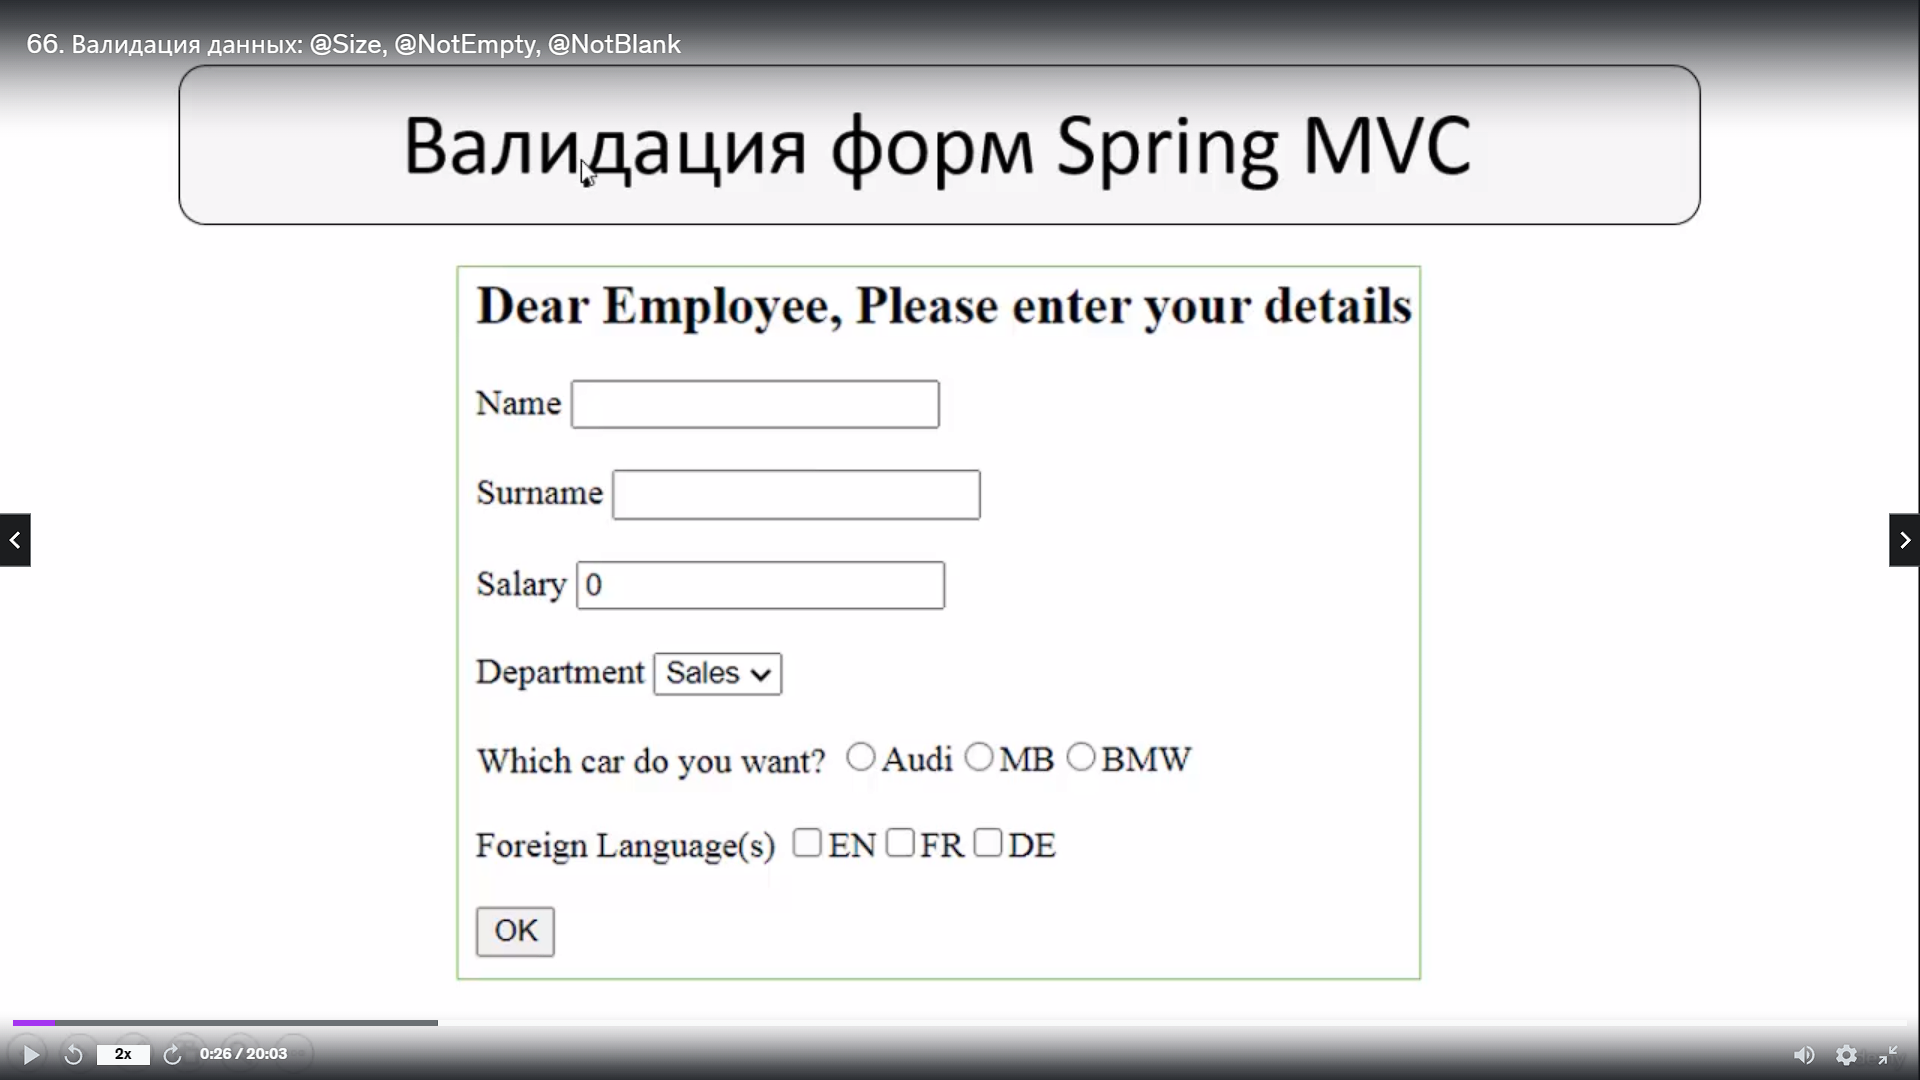 66. Валидация данных: @Size, @NotEmpty, @NotBlank
Валидация форм Spring MVC
Dear Employee, Please enter your details
Name
Surname
Salary 0
Department Sales
Which car do you want? Audi MB BMW
Foreign Language(s) EN FR DE
OK
2x 0:26 / 20:03